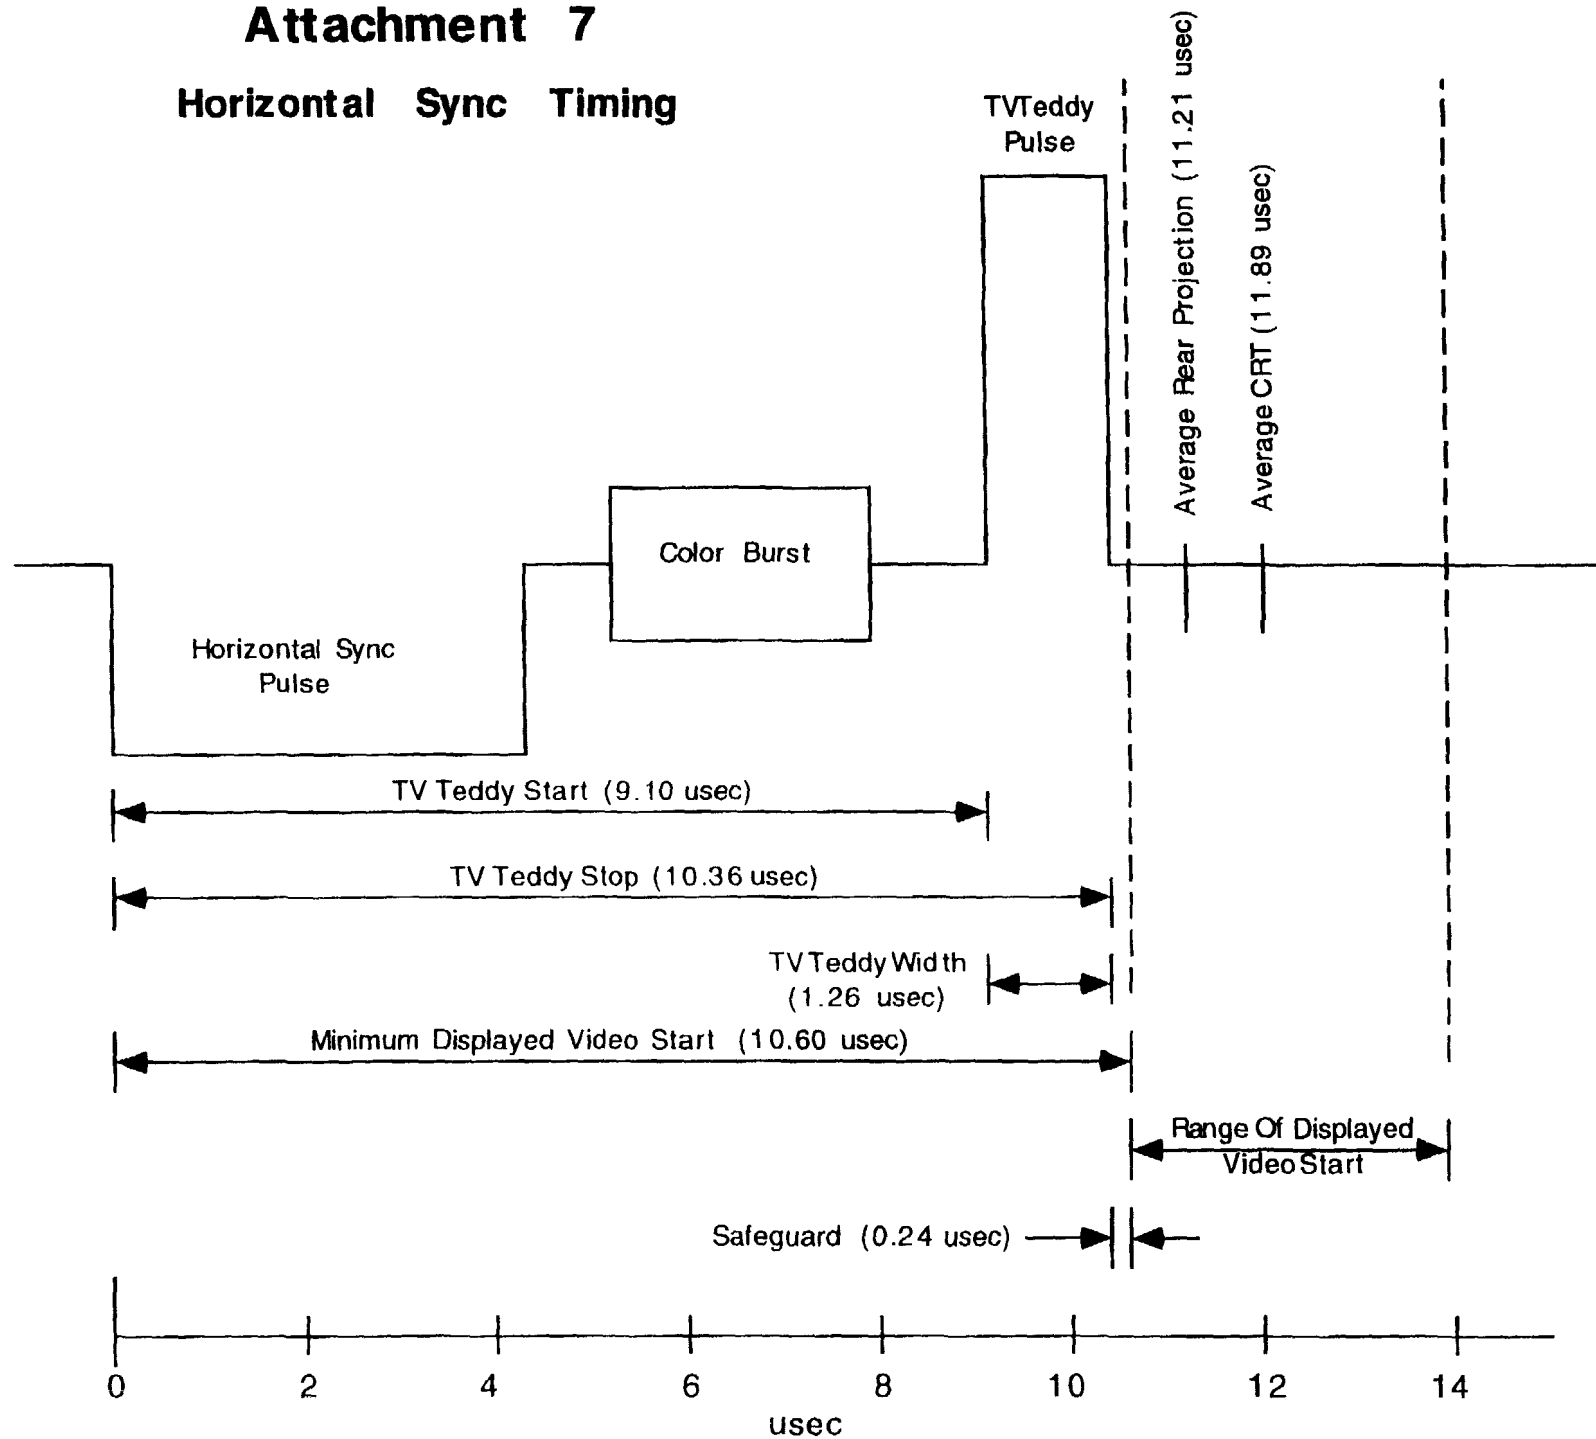 Attachment 7
Horizontal Sync Timing
TVTeddy
Pulse
Average Rear Projection (11.21 usec)
Average CRT (11.89 usec)
Color Burst
Horizontal Sync
Pulse
TV Teddy Start (9.10 usec)
TV Teddy Stop (10.36 usec)
TV Teddy Width
(1.26 usec)
Minimum Displayed Video Start (10.60 usec)
Range Of Displayed
Video Start
Safeguard (0.24 usec)
0 2 4 6 8 10 12 14
usec